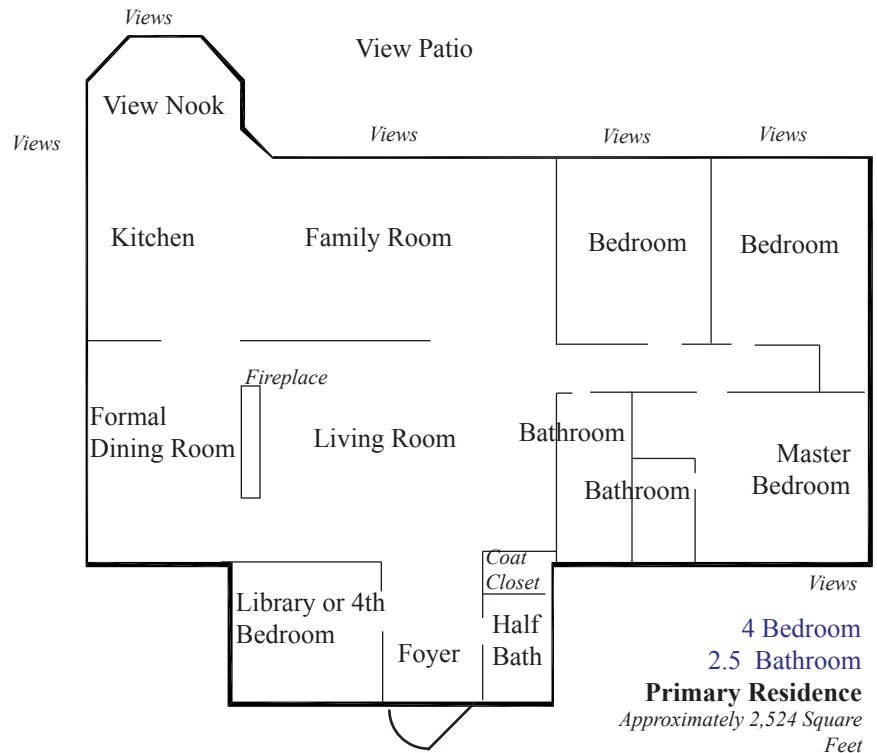 Views
View Patio
View Nook
Views
Views
Views
Views
Kitchen
Family Room
Bedroom
Bedroom
Fireplace
Formal
Dining Room
Living Room
Bathroom
Bathroom
Master
Bedroom
Coat
Closet
Views
Library or 4th
Bedroom
Foyer
Half
Bath
4 Bedroom
2.5 Bathroom
Primary Residence
Approximately 2,524 Square
Feet